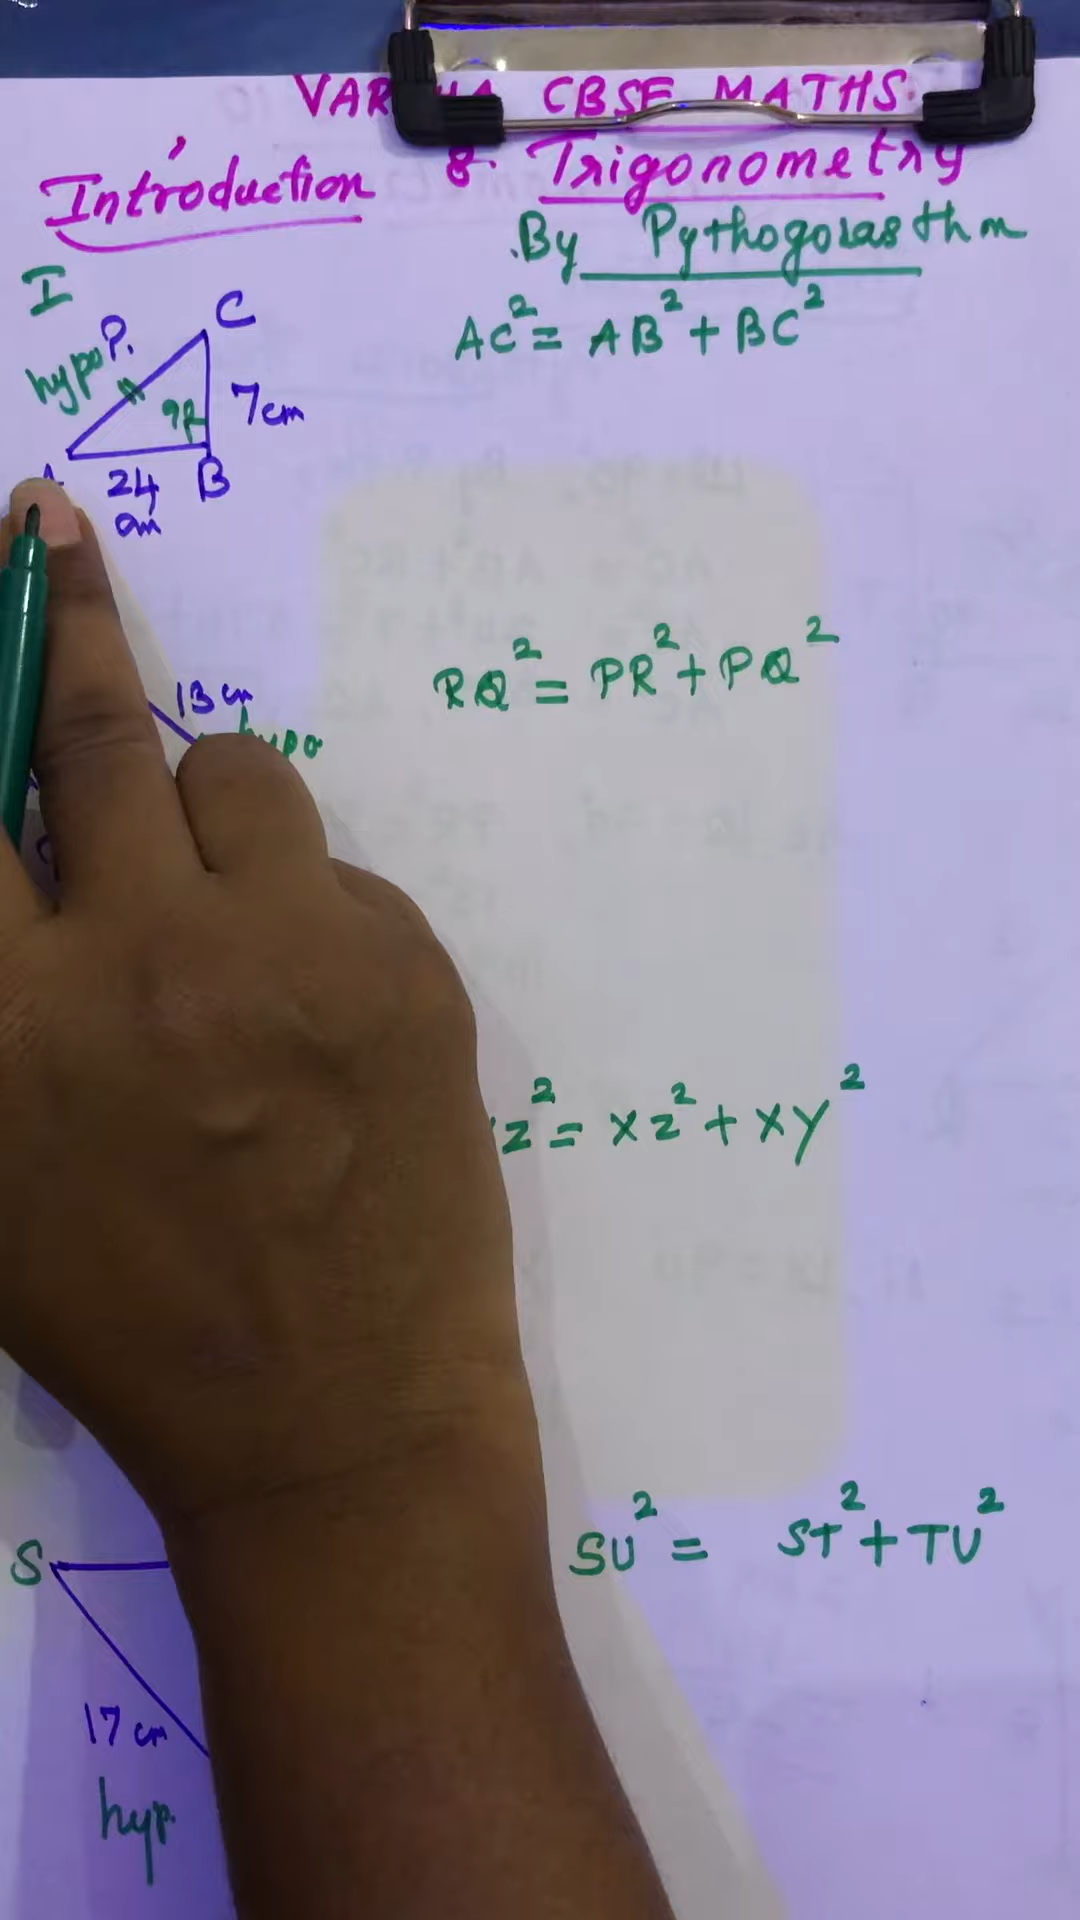 CBSE MATHS.
Introduction 8. Trigonometry
By Pythogoras thm
I
C
hypo P.
AC² = AB² + BC²
7cm
24 B
cm
RQ² = PR² + PQ²
13 cm
hypo
Z² = XZ² + XY²
SU² = ST² + TU²
S
17 cm
hyp.